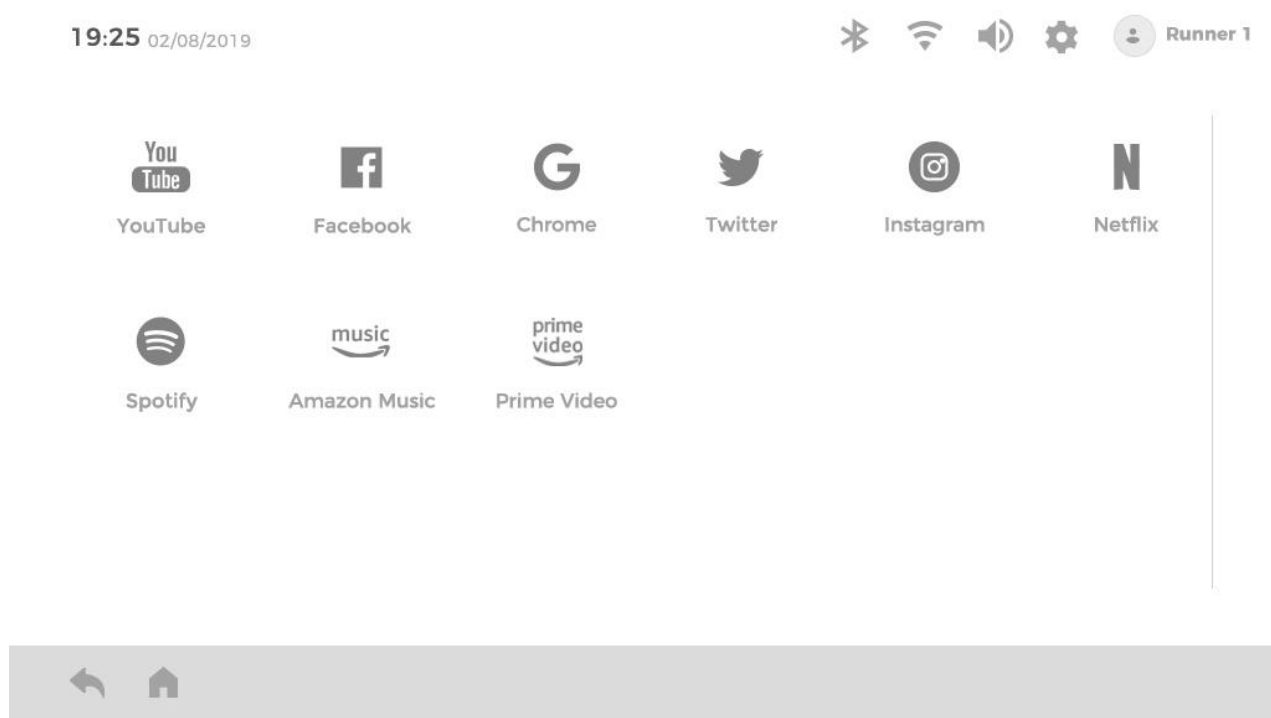 19:25 02/08/2019
Runner 1
You
Tube
YouTube
Facebook
Chrome
Twitter
Instagram
Netflix
music
prime
video
Spotify
Amazon Music
Prime Video